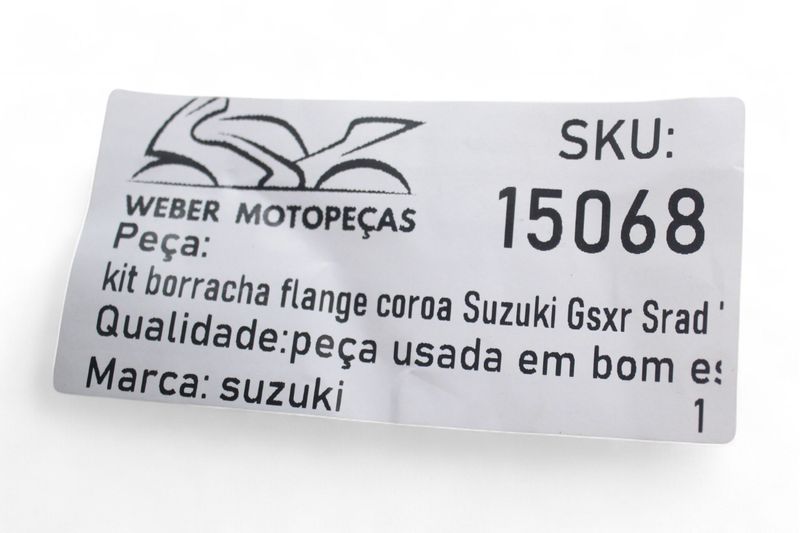 WEBER MOTOPEÇAS
SKU:
15068
Peça:
kit borracha flange coroa Suzuki Gsxr Srad '
Qualidade:peça usada em bom es
Marca: suzuki
1